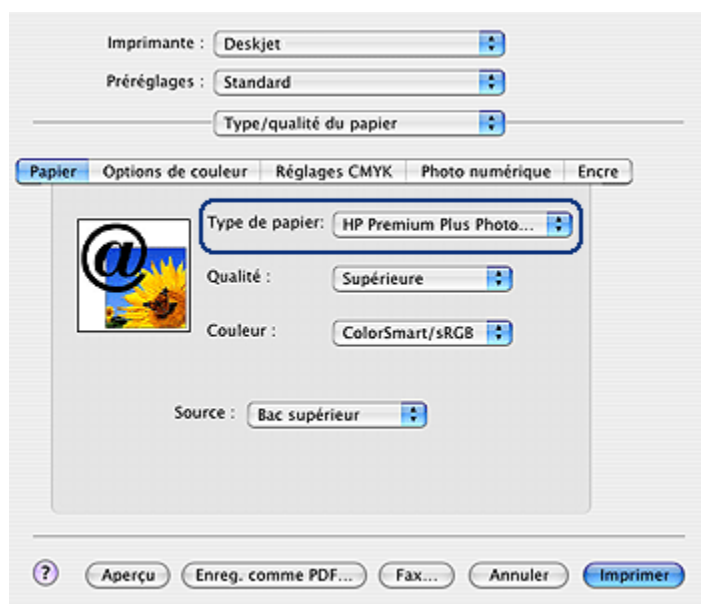 Imprimante : Deskjet
Préréglages : Standard
Type/qualité du papier
Papier Options de couleur Réglages CMYK Photo numérique Encre
Type de papier: HP Premium Plus Photo...
@
Qualité : Supérieure
Couleur : ColorSmart/sRGB
Source : Bac supérieur
? Aperçu Enreg. comme PDF... Fax... Annuler Imprimer